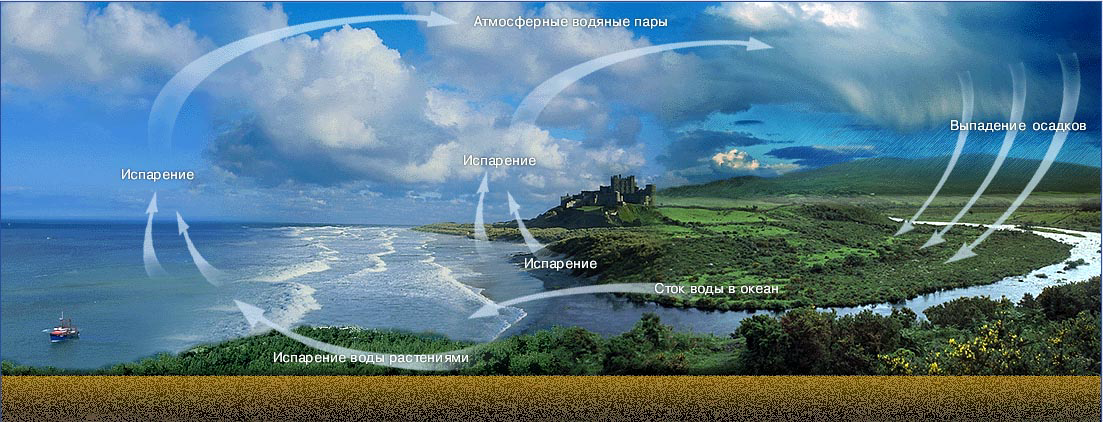 Атмосферные водяные пары
Выпадение осадков
Испарение
Испарение
Испарение
Сток воды в океан
Испарение воды растениями